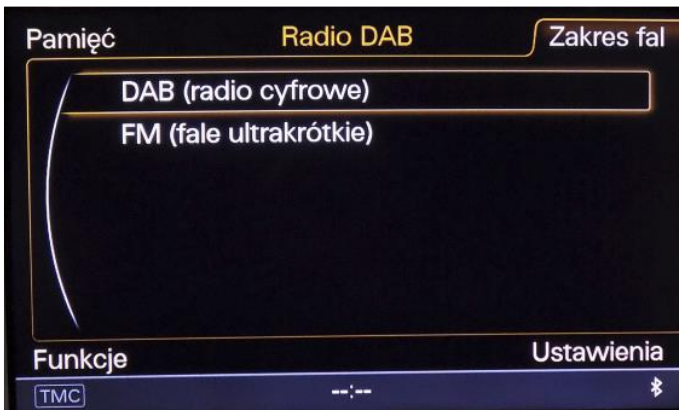 Pamięć Radio DAB Zakres fal
DAB (radio cyfrowe)
FM (fale ultrakrótkie)
Funkcje Ustawienia
TMC --:--